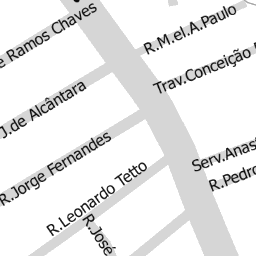 e Ramos Chaves
R.M.el.A.Paulo
Trav.Conceição
J.de Alcântara
R.Jorge Fernandes
Serv.Anas
R.Pedro
R.Leonardo Tetto
R.José